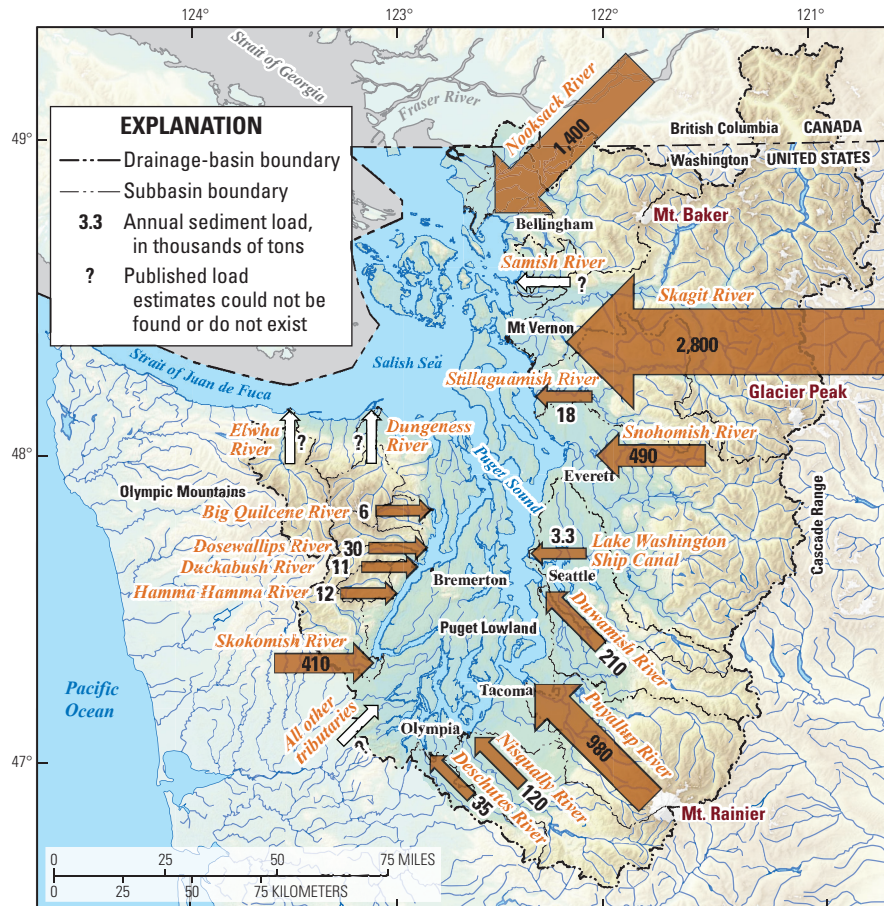 124°
123°
122°
121°
49°
48°
47°
EXPLANATION
Drainage-basin boundary
Subbasin boundary
3.3 Annual sediment load,
in thousands of tons
? Published load
estimates could not be
found or do not exist
Strait of Georgia
Fraser River
Nooksack River
1,400
British Columbia
CANADA
Washington
UNITED STATES
Mt. Baker
Bellingham
Samish River
?
Skagit River
2,800
Mt Vernon
Salish Sea
Strait of Juan de Fuca
Stillaguamish River
18
Glacier Peak
Elwha
River
?
Dungeness
River
?
Snohomish River
490
Everett
Puget Sound
Olympic Mountains
Big Quilcene River
6
Dosewallips River
30
Duckabush River
11
Hamma Hamma River
12
3.3
Lake Washington
Ship Canal
Cascade Range
Bremerton
Seattle
Duwamish River
210
Skokomish River
410
Puget Lowland
Pacific
Ocean
All other
tributaries
?
Tacoma
Puyallup River
980
Olympia
Nisqually River
120
Deschutes River
35
Mt. Rainier
0 25 50 75 MILES
0 25 50 75 KILOMETERS